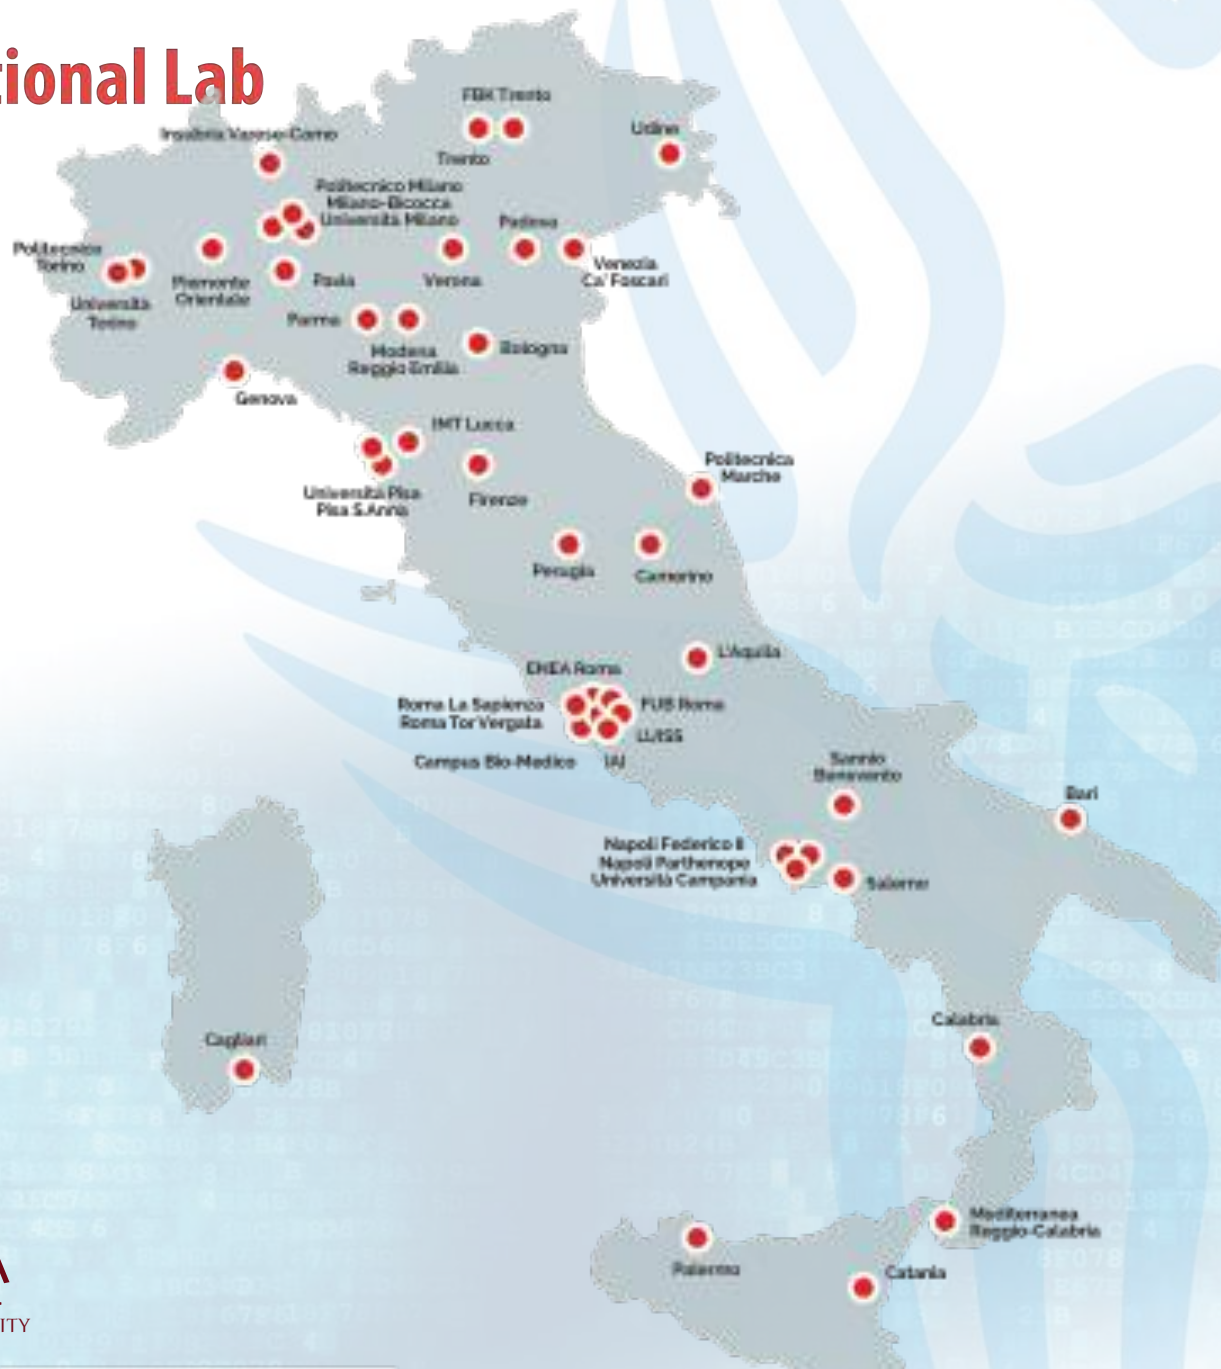 tional Lab
FBK Trento
Insubria Varese-Como
Udine
Trento
Politecnico Milano
Milano-Bicocca
Università Milano
Padova
Politecnico
Torino
Venezia
Ca' Foscari
Piemonte
Orientale
Pavia
Verona
Università
Torino
Parma
Modena
Reggio Emilia
Bologna
Genova
IMT Lucca
Politecnica
Marche
Università Pisa
Pisa S.Anna
Firenze
Perugia
Camerino
L'Aquila
ENEA Roma
Roma La Sapienza
Roma Tor Vergata
FUB Roma
LUISS
Campus Bio-Medico
IAI
Sannio
Benevento
Bari
Napoli Federico II
Napoli Parthenope
Università Campania
Salerno
Calabria
Cagliari
Mediterranea
Reggio-Calabria
Palermo
Catania
A
ITY